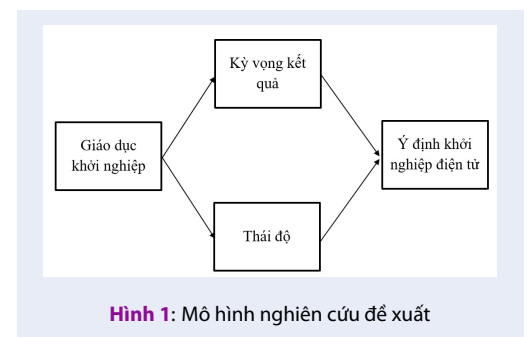 Kỳ vọng kết
quả
Giáo dục
khởi nghiệp
Ý định khởi
nghiệp điện tử
Thái độ
Hình 1: Mô hình nghiên cứu đề xuất